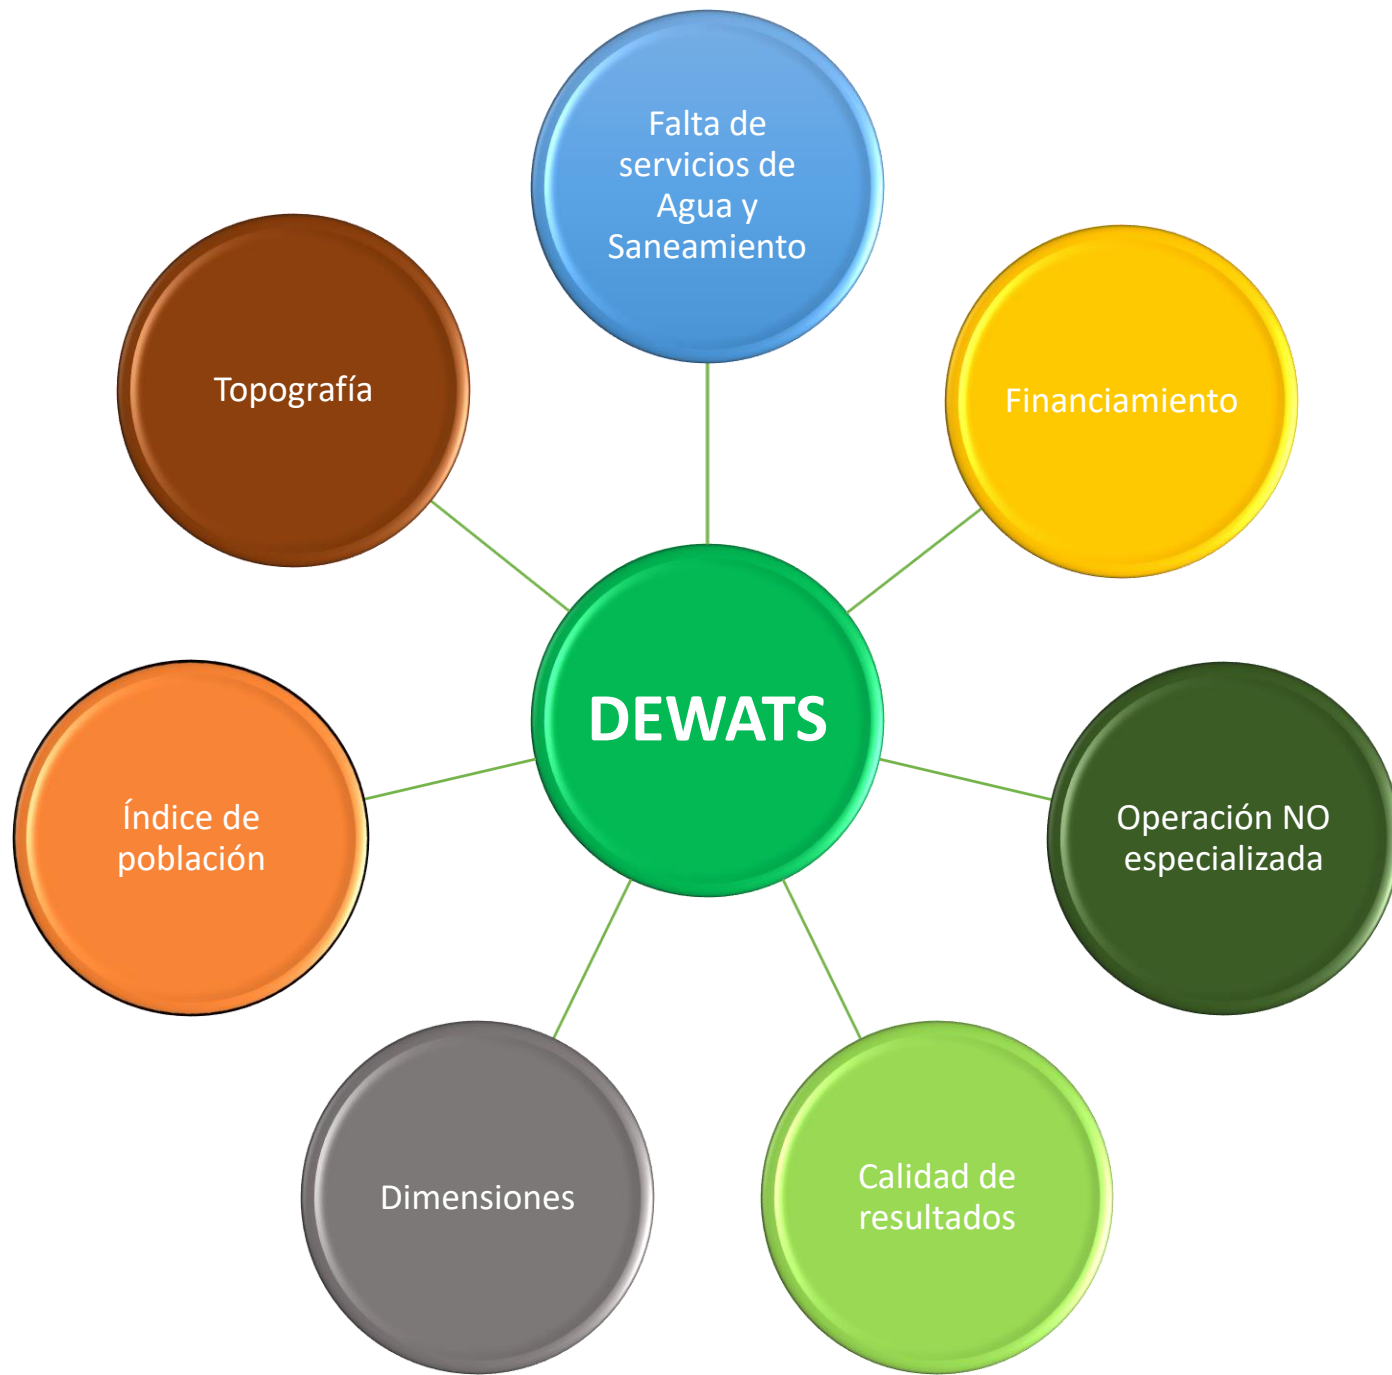 Falta de
servicios de
Agua y
Saneamiento
Topografía
Financiamiento
DEWATS
Índice de
población
Operación NO
especializada
Dimensiones
Calidad de
resultados